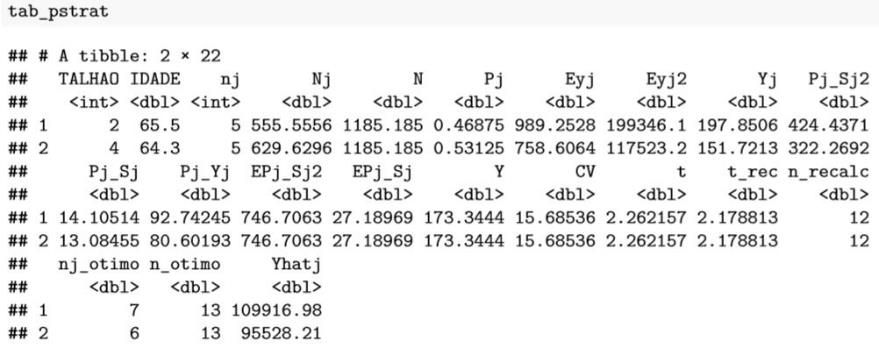 tab_pstrat
## # A tibble: 2 × 22
##   TALHAO IDADE    nj       Nj        N      Pj      Eyj     Eyj2       Yj   Pj_Sj2
##    <int> <dbl> <int>    <dbl>    <dbl>   <dbl>    <dbl>    <dbl>    <dbl>    <dbl>
## 1      2  65.5     5 555.5556 1185.185 0.46875 989.2528 199346.1 197.8506 424.4371
## 2      4  64.3     5 629.6296 1185.185 0.53125 758.6064 117523.2 151.7213 322.2692
##      Pj_Sj    Pj_Yj  EPj_Sj2   EPj_Sj        Y       CV        t    t_rec n_recalc
##      <dbl>    <dbl>    <dbl>    <dbl>    <dbl>    <dbl>    <dbl>    <dbl>    <dbl>
## 1 14.10514 92.74245 746.7063 27.18969 173.3444 15.68536 2.262157 2.178813       12
## 2 13.08455 80.60193 746.7063 27.18969 173.3444 15.68536 2.262157 2.178813       12
##   nj_otimo n_otimo     Yhatj
##      <dbl>   <dbl>     <dbl>
## 1        7      13 109916.98
## 2        6      13  95528.21